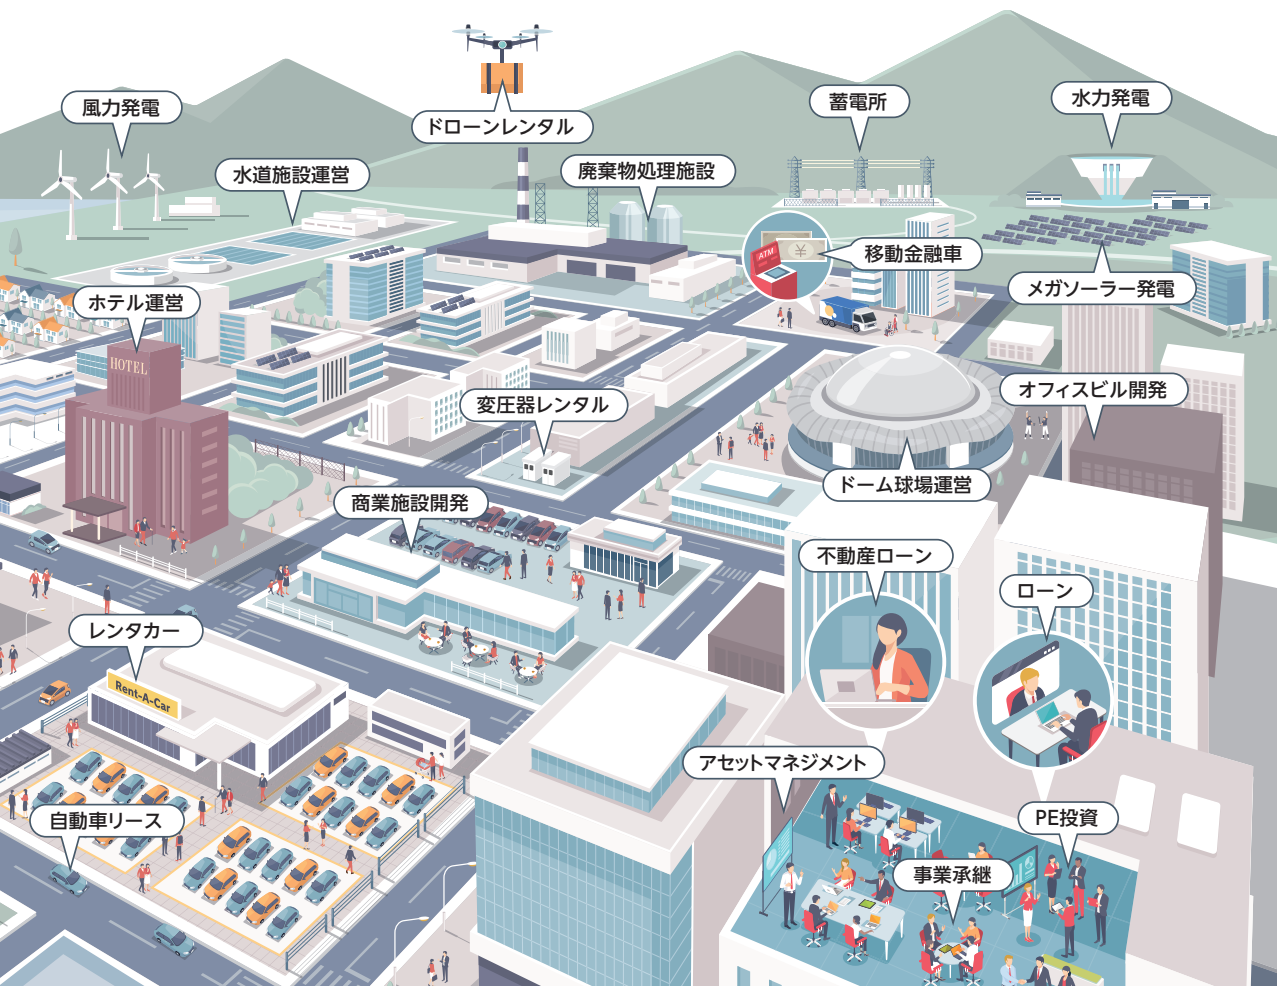 風力発電
ドローンレンタル
蓄電所
水力発電
水道施設運営
廃棄物処理施設
移動金融車
ATM
¥
メガソーラー発電
ホテル運営
HOTEL
変圧器レンタル
オフィスビル開発
ドーム球場運営
商業施設開発
不動産ローン
ローン
レンタカー
Rent-A-Car
アセットマネジメント
自動車リース
PE投資
事業承継